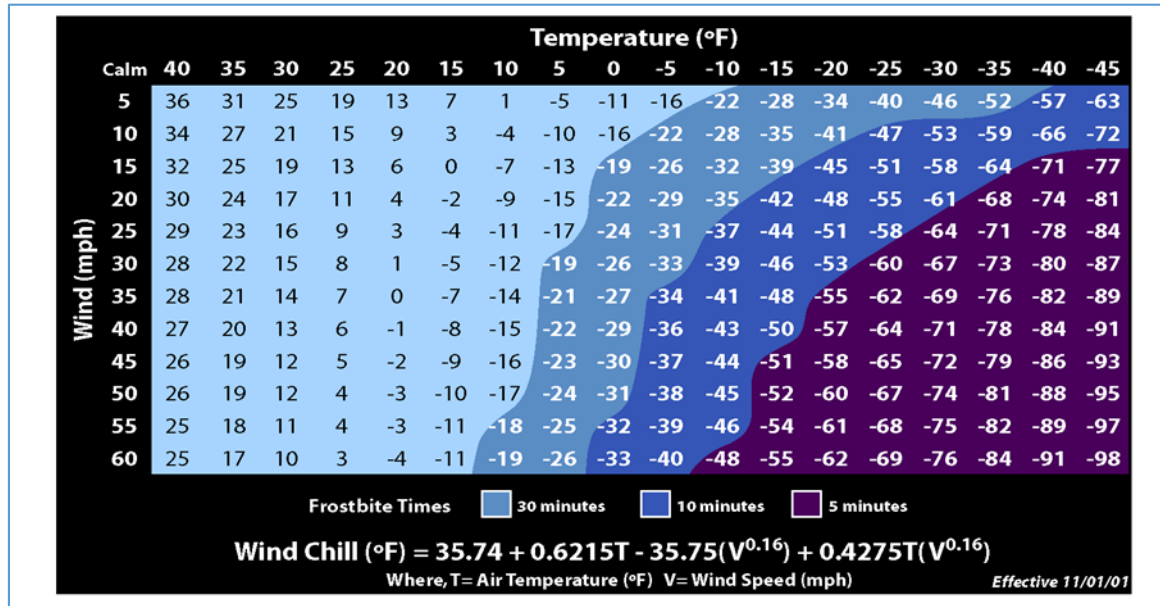 Temperature (ºF)
Calm 40 35 30 25 20 15 10 5 0 -5 -10 -15 -20 -25 -30 -35 -40 -45
Wind (mph)
5 36 31 25 19 13 7 1 -5 -11 -16 -22 -28 -34 -40 -46 -52 -57 -63
10 34 27 21 15 9 3 -4 -10 -16 -22 -28 -35 -41 -47 -53 -59 -66 -72
15 32 25 19 13 6 0 -7 -13 -19 -26 -32 -39 -45 -51 -58 -64 -71 -77
20 30 24 17 11 4 -2 -9 -15 -22 -29 -35 -42 -48 -55 -61 -68 -74 -81
25 29 23 16 9 3 -4 -11 -17 -24 -31 -37 -44 -51 -58 -64 -71 -78 -84
30 28 22 15 8 1 -5 -12 -19 -26 -33 -39 -46 -53 -60 -67 -73 -80 -87
35 28 21 14 7 0 -7 -14 -21 -27 -34 -41 -48 -55 -62 -69 -76 -82 -89
40 27 20 13 6 -1 -8 -15 -22 -29 -36 -43 -50 -57 -64 -71 -78 -84 -91
45 26 19 12 5 -2 -9 -16 -23 -30 -37 -44 -51 -58 -65 -72 -79 -86 -93
50 26 19 12 4 -3 -10 -17 -24 -31 -38 -45 -52 -60 -67 -74 -81 -88 -95
55 25 18 11 4 -3 -11 -18 -25 -32 -39 -46 -54 -61 -68 -75 -82 -89 -97
60 25 17 10 3 -4 -11 -19 -26 -33 -40 -48 -55 -62 -69 -76 -84 -91 -98
Frostbite Times 30 minutes 10 minutes 5 minutes
Wind Chill (ºF) = 35.74 + 0.6215T - 35.75(V^0.16) + 0.4275T(V^0.16)
Where, T= Air Temperature (ºF) V= Wind Speed (mph) Effective 11/01/01